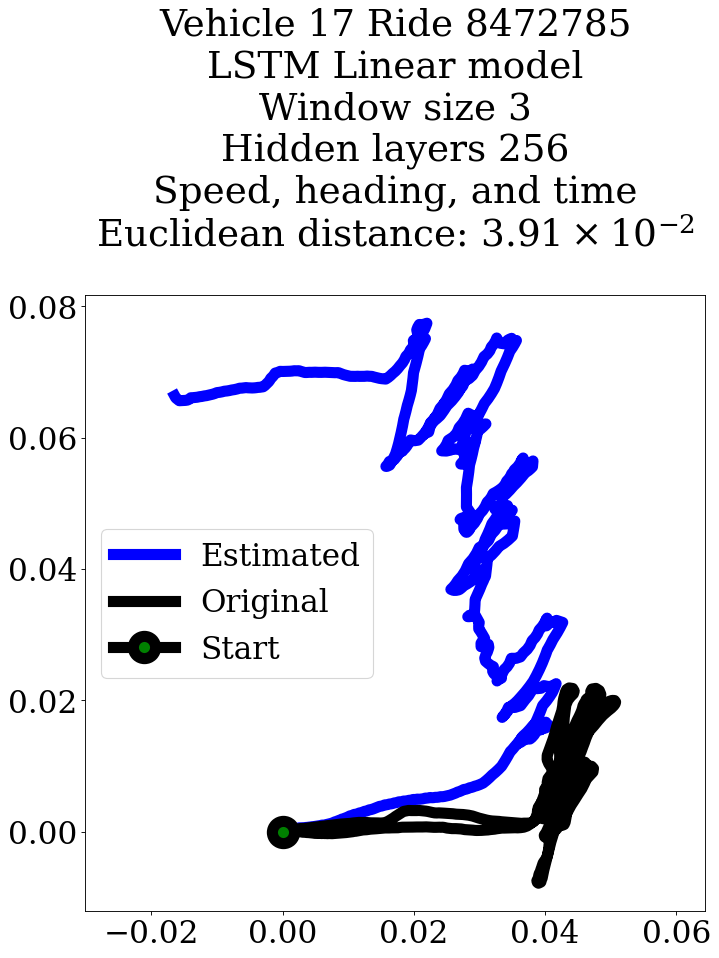 Vehicle 17 Ride 8472785
LSTM Linear model
Window size 3
Hidden layers 256
Speed, heading, and time
Euclidean distance: 3.91 × 10⁻²
0.08
0.06
0.04
0.02
0.00
Estimated
Original
Start
−0.02 0.00 0.02 0.04 0.06